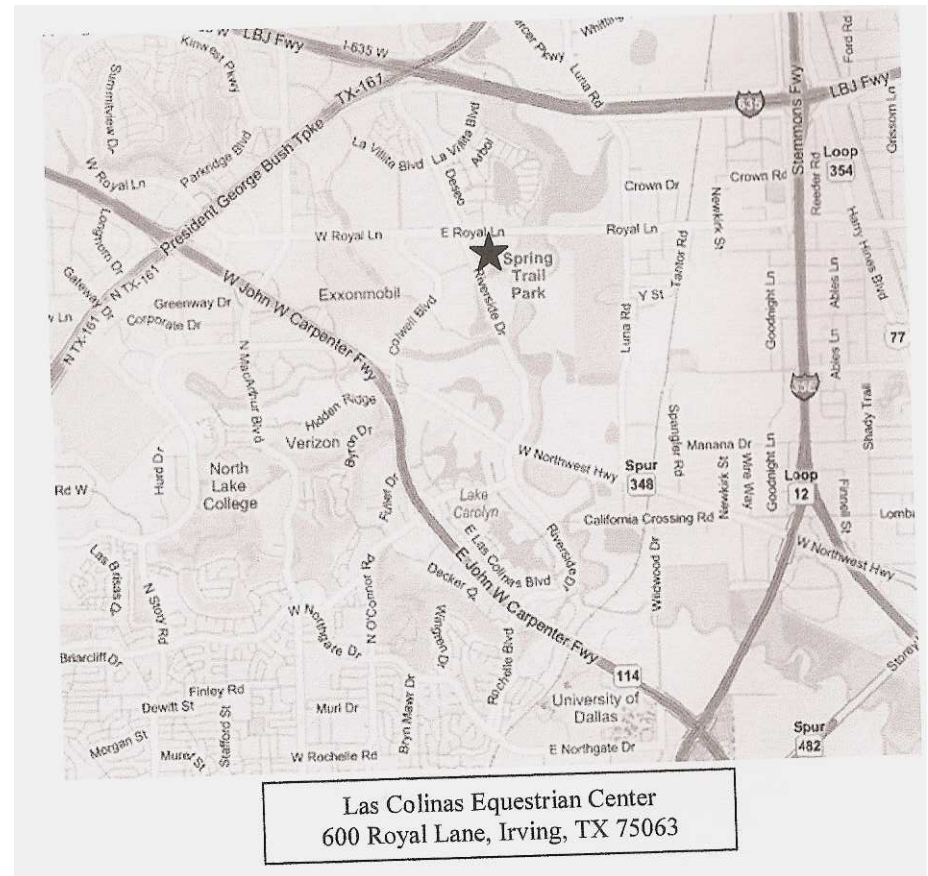 LBJ Fwy
I-635 W
Kinwest Pkwy
Luna Rd
Ford Rd
Summitview Dr
TX-161
La Villita Blvd
La Villita Blvd
Arbol
Deseo
635
Stemmons Fwy
LBJ Fwy
Grissom Ln
Loop
354
Reeder Rd
Crown Rd
Crown Dr
Newkirk St
Harry Hines Blvd
Parkridge Blvd
W Royal Ln
President George Bush Tpke
Longhorn Dr
W Royal Ln
E Royal Ln
Royal Ln
Spring
Trail
Park
Riverside Dr
Tantor Rd
Y St
Luna Rd
Goodnight Ln
Ables Ln
Ables Ln
77
Gateway Dr
N TX-161
N TX-161
Greenway Dr
Corporate Dr
W John W Carpenter Fwy
Exxonmobil
Colwell Blvd
N MacArthur Blvd
Hidden Ridge
Verizon
Byron Dr
Fuller Dr
Hurd Dr
North
Lake
College
Rd W
Shady Trail
Spangler Rd
Manana Dr
Newkirk St
Wire Way
Goodnight Ln
W Northwest Hwy
Spur
348
Loop
12
Finnell St
California Crossing Rd
W Northwest Hwy
Lake
Carolyn
E Las Colinas Blvd
Riverside Dr
Wildwood Dr
Decker Dr
E John W Carpenter Fwy
Las Brisas
N Story Rd
W Northgate Dr
N O'Connor Rd
Wingren Dr
Rochelle Blvd
Briarcliff Dr
Finley Rd
Dewitt St
Stafford St
Morgan St
Murl Dr
Bryn Mawr Dr
W Rochelle Rd
114
University of
Dallas
E Northgate Dr
Storey
Spur
482
Las Colinas Equestrian Center
600 Royal Lane, Irving, TX 75063